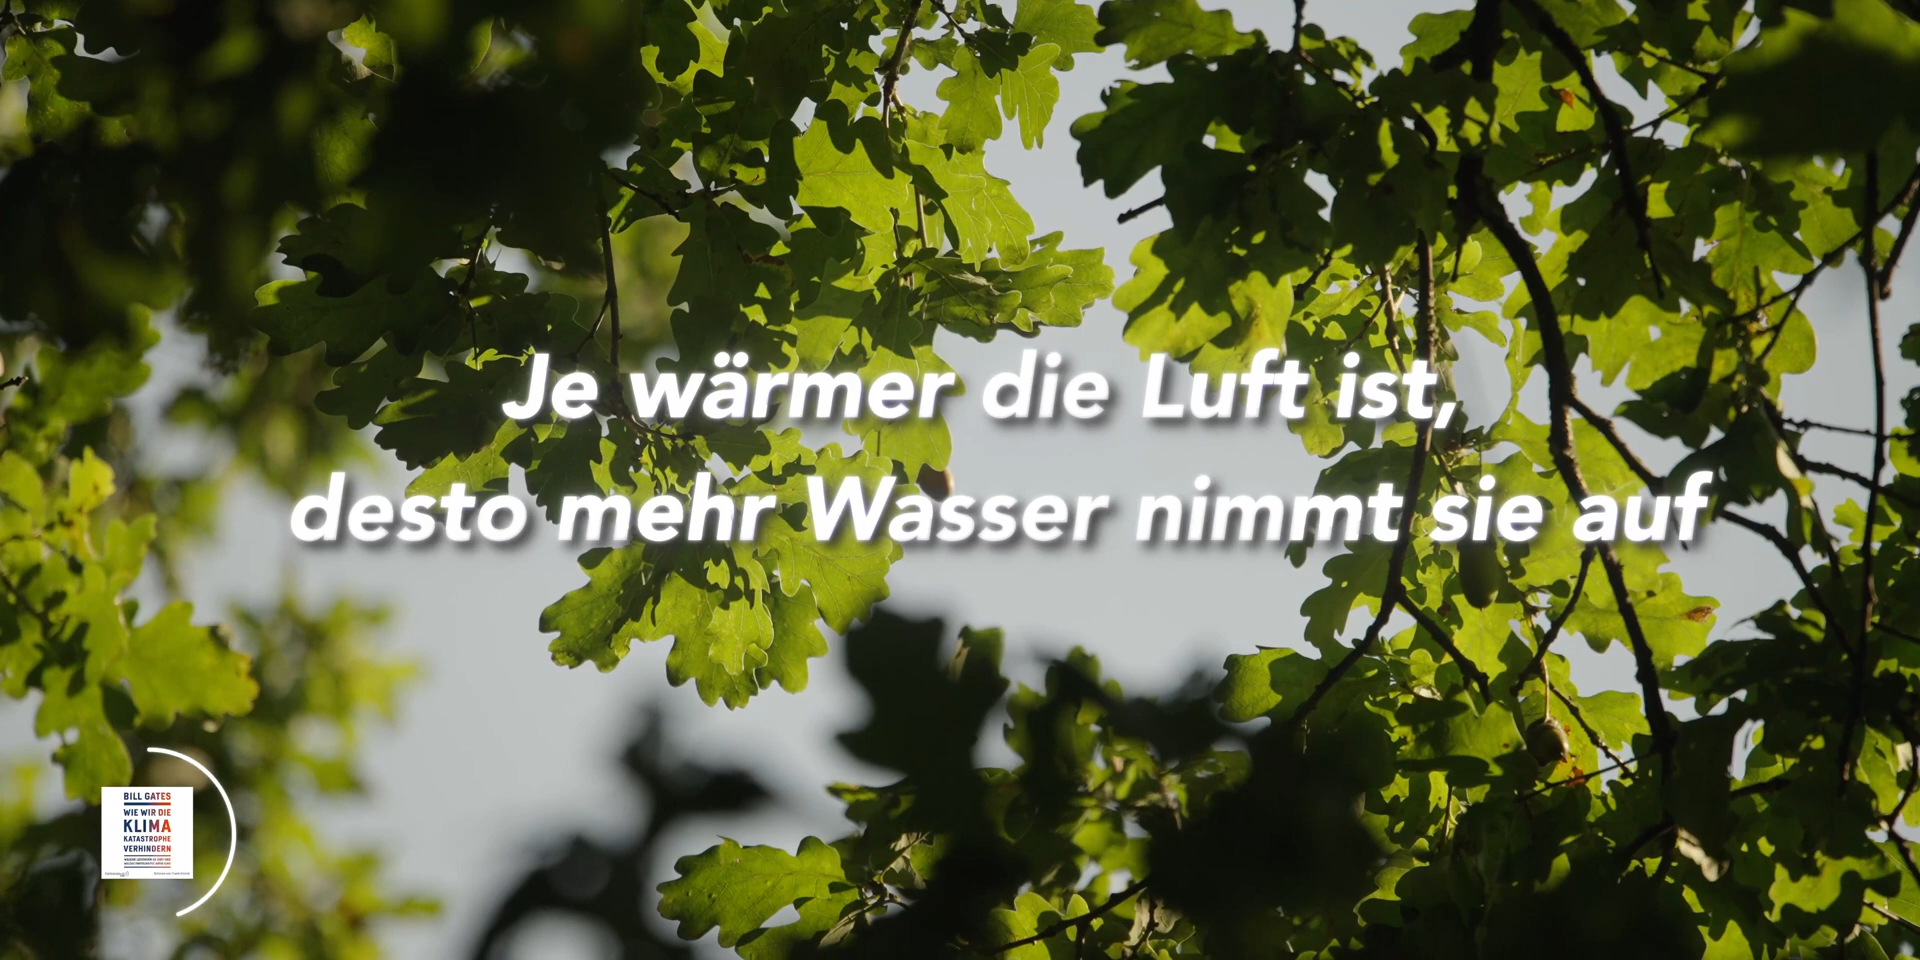 Je wärmer die Luft ist,
desto mehr Wasser nimmt sie auf
BILL GATES
WIE WIR DIE
KLIMA
KATASTROPHE
VERHINDERN